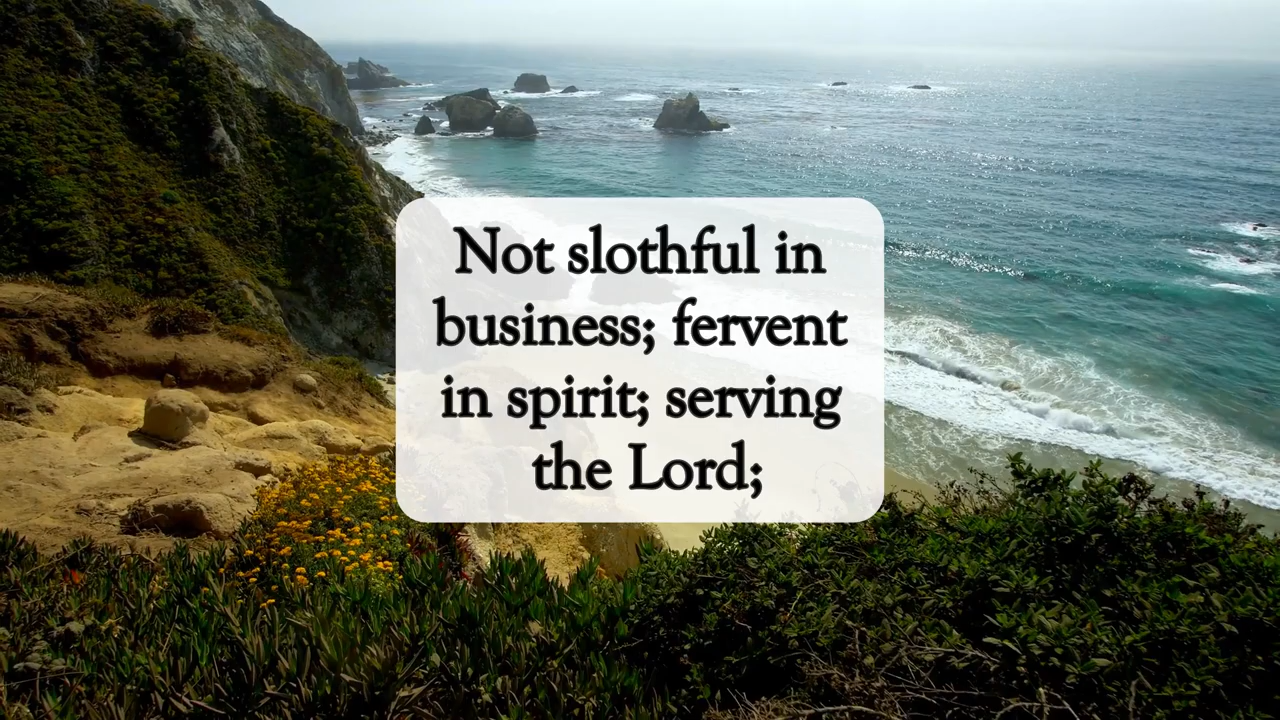 Not slothful in
business; fervent
in spirit; serving
the Lord;